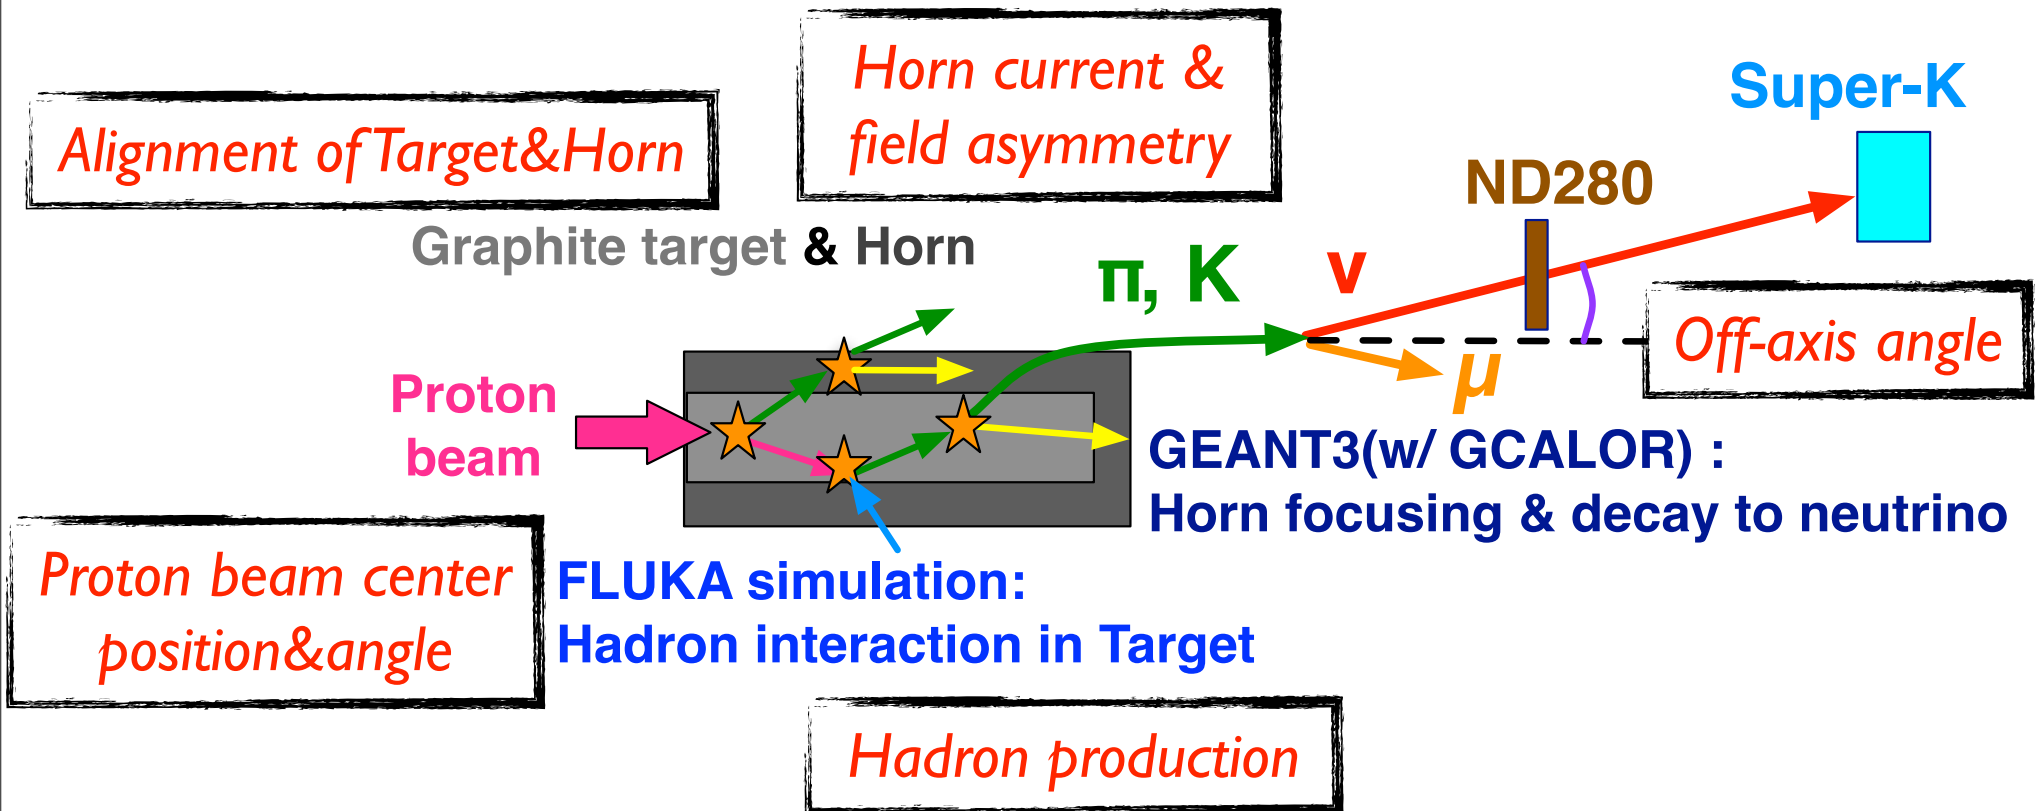 Horn current &
field asymmetry
Super-K
Alignment of Target&Horn
ND280
Graphite target & Horn
π, K
ν
Off-axis angle
μ
Proton
beam
GEANT3(w/ GCALOR) :
Horn focusing & decay to neutrino
Proton beam center
position&angle
FLUKA simulation:
Hadron interaction in Target
Hadron production